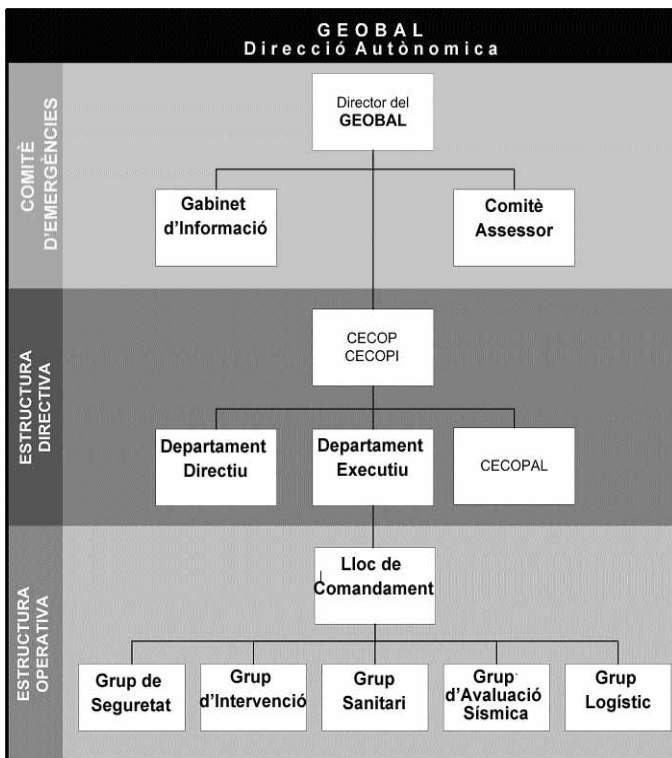 GEOBAL
Direcció Autònomica
COMITÈ
D'EMERGÈNCIES
Director del
GEOBAL
Gabinet
d'Informació
Comitè
Assessor
ESTRUCTURA
DIRECTIVA
CECOP
CECOPI
Departament
Directiu
Departament
Executiu
CECOPAL
ESTRUCTURA
OPERATIVA
Lloc de
Comandament
Grup de
Seguretat
Grup
d'Intervenció
Grup
Sanitari
Grup
d'Avaluació
Sísmica
Grup
Logístic